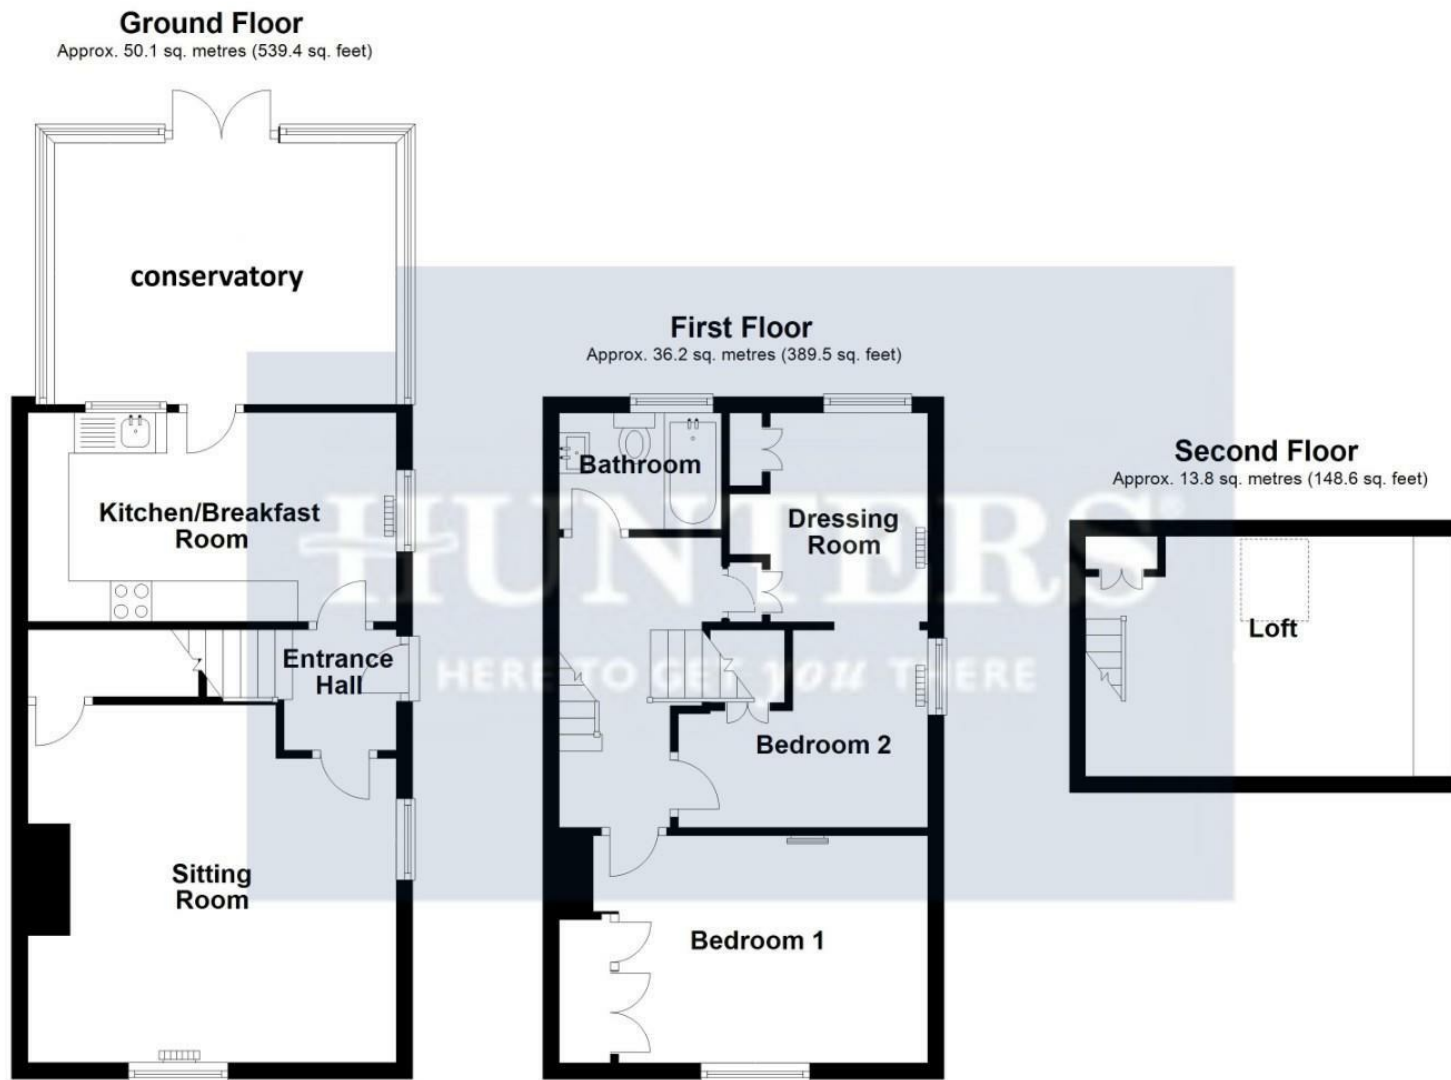 Ground Floor
Approx. 50.1 sq. metres (539.4 sq. feet)
conservatory
Kitchen/Breakfast
Room
Entrance
Hall
Sitting
Room
First Floor
Approx. 36.2 sq. metres (389.5 sq. feet)
Bathroom
Dressing
Room
Bedroom 2
Bedroom 1
Second Floor
Approx. 13.8 sq. metres (148.6 sq. feet)
Loft
HUNTERS®
HERE TO GET you THERE